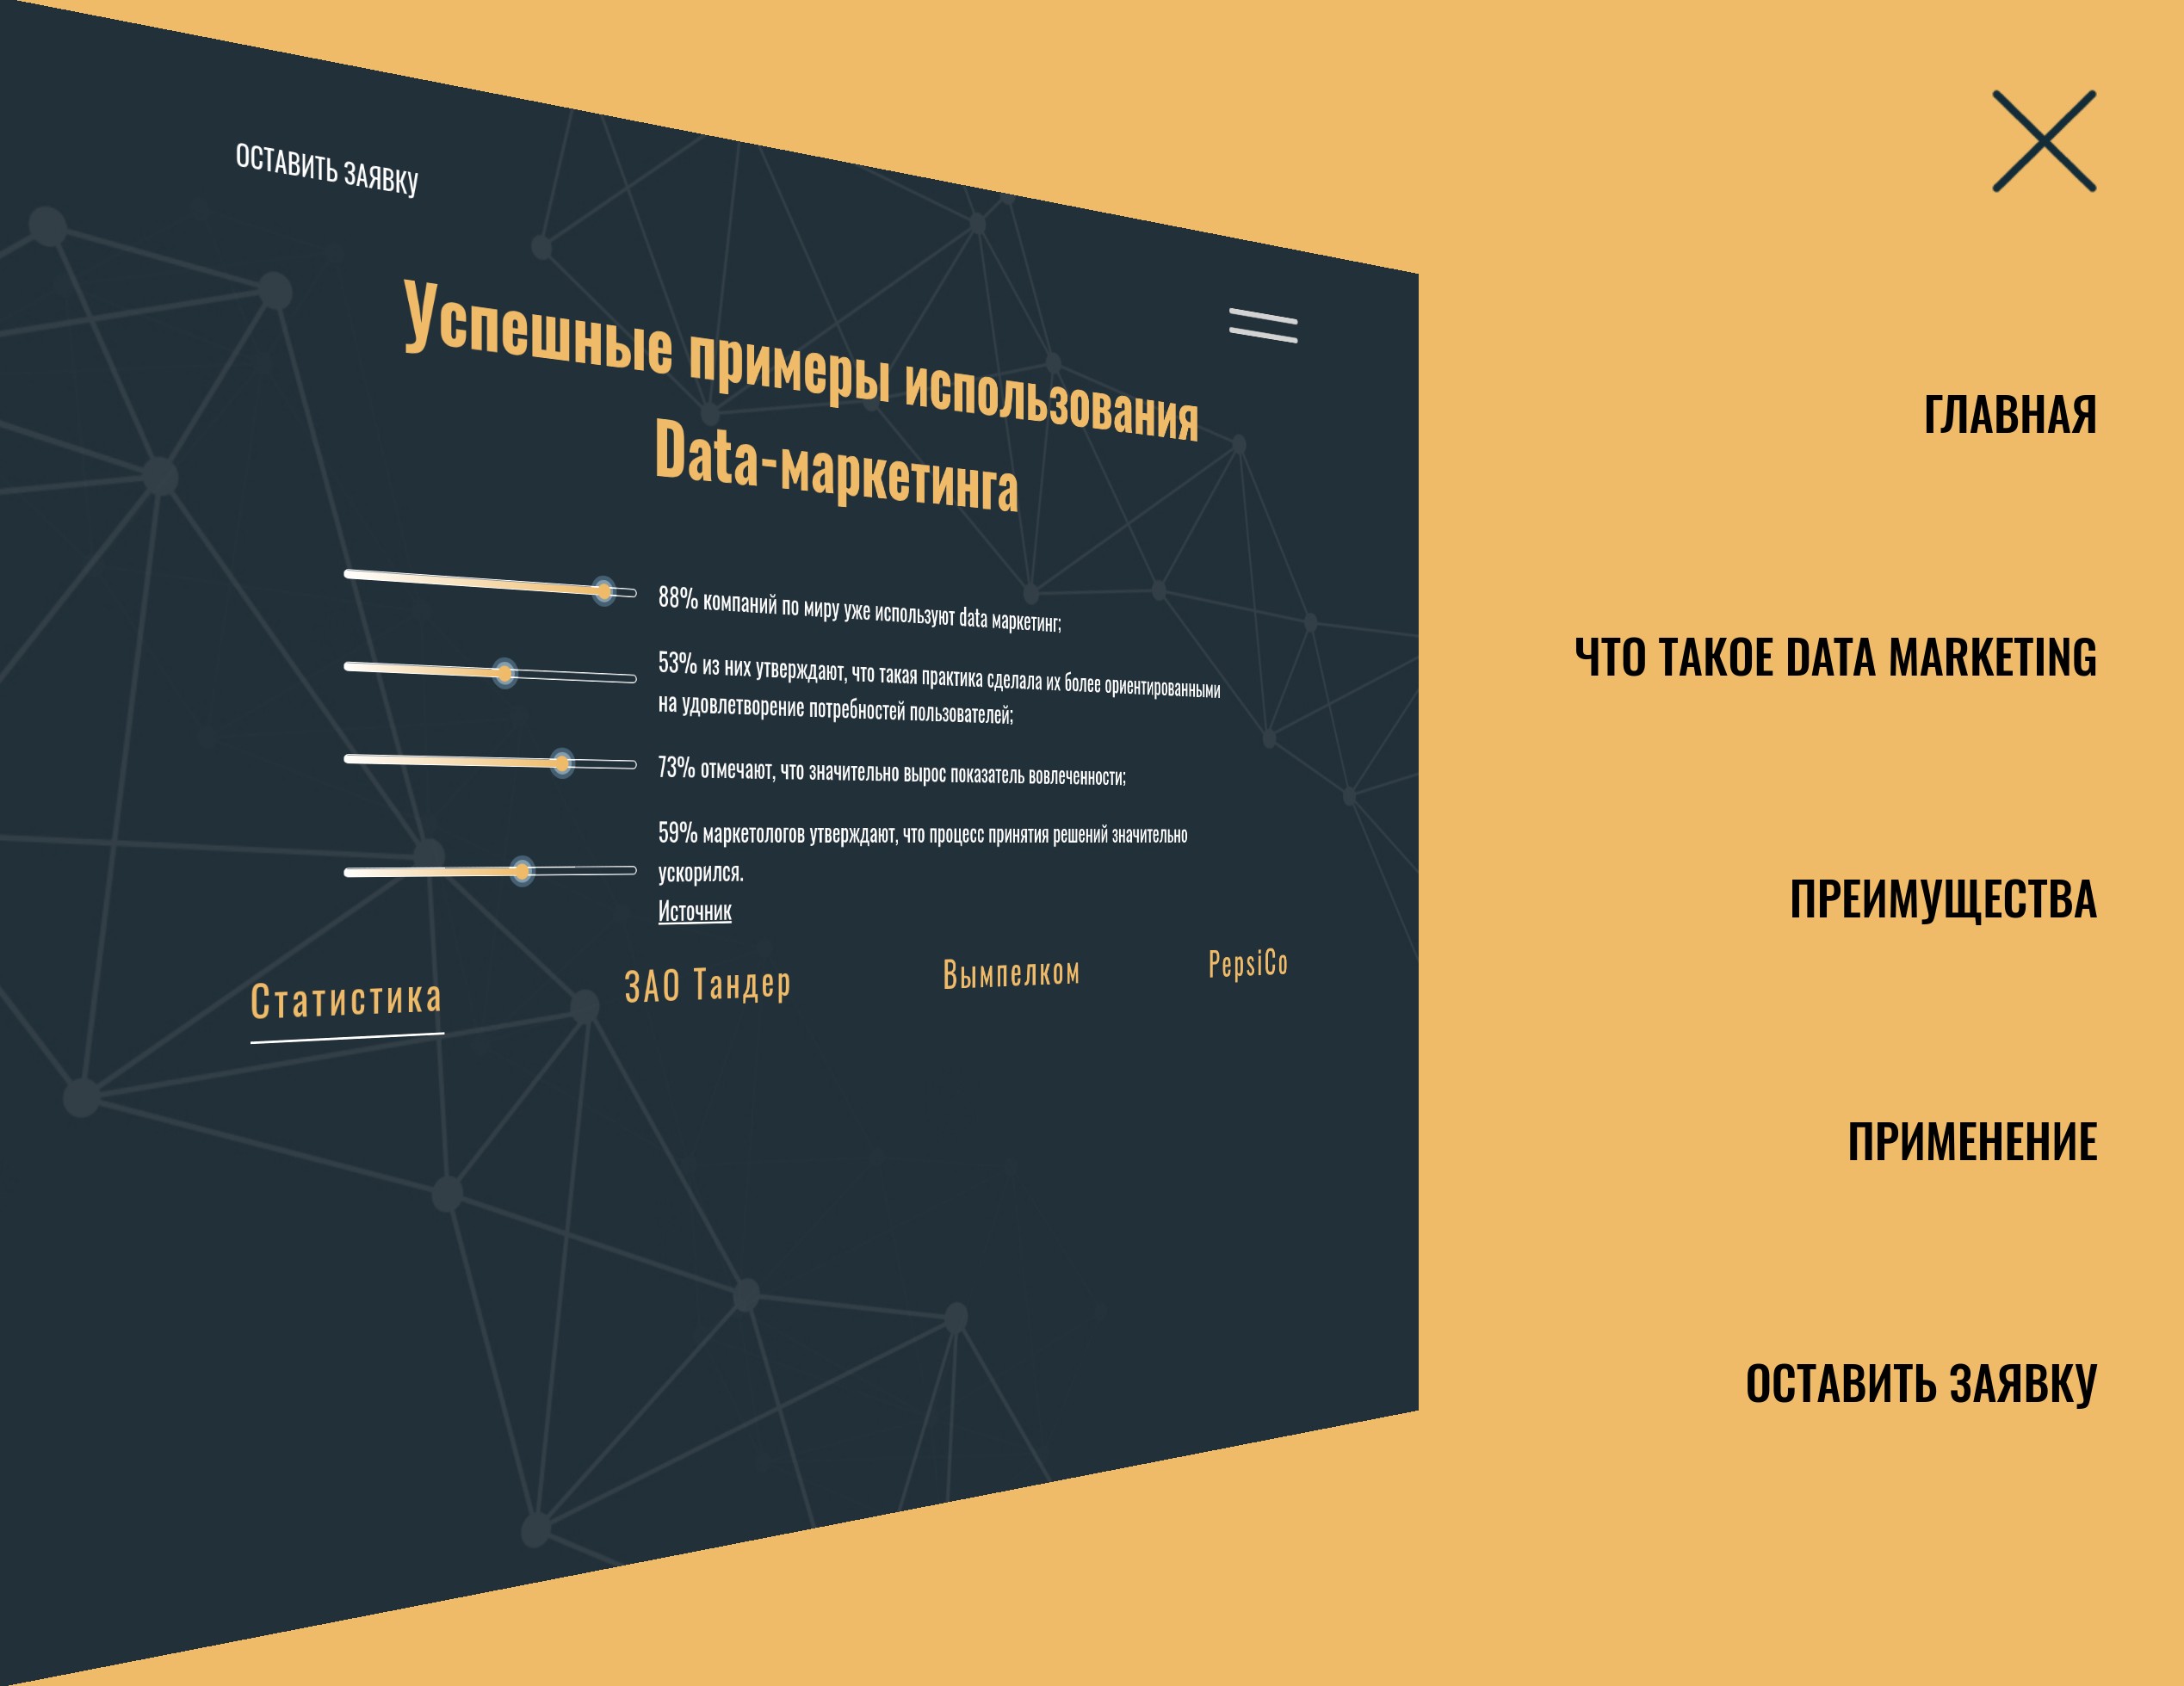 ОСТАВИТЬ ЗАЯВКУ
Успешные примеры использования
Data-маркетинга
88% компаний по миру уже используют data маркетинг;
53% из них утверждают, что такая практика сделала их более ориентированными
на удовлетворение потребностей пользователей;
73% отмечают, что значительно вырос показатель вовлеченности;
59% маркетологов утверждают, что процесс принятия решений значительно
ускорился.
Источник
Статистика
ЗАО Тандер
Вымпелком
PepsiCo
ГЛАВНАЯ
ЧТО ТАКОЕ DATA MARKETING
ПРЕИМУЩЕСТВА
ПРИМЕНЕНИЕ
ОСТАВИТЬ ЗАЯВКУ